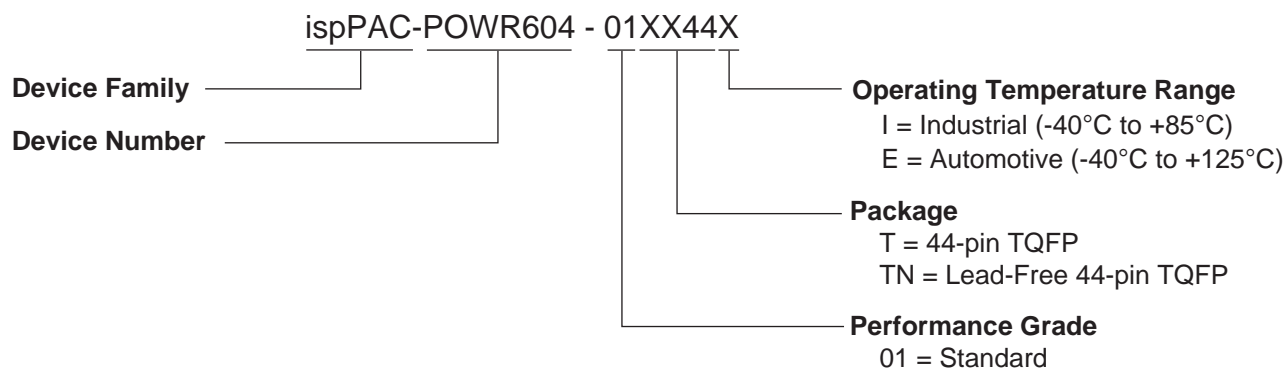 ispPAC-POWR604 - 01XX44X
Device Family
Device Number
Operating Temperature Range
I = Industrial (-40°C to +85°C)
E = Automotive (-40°C to +125°C)
Package
T = 44-pin TQFP
TN = Lead-Free 44-pin TQFP
Performance Grade
01 = Standard